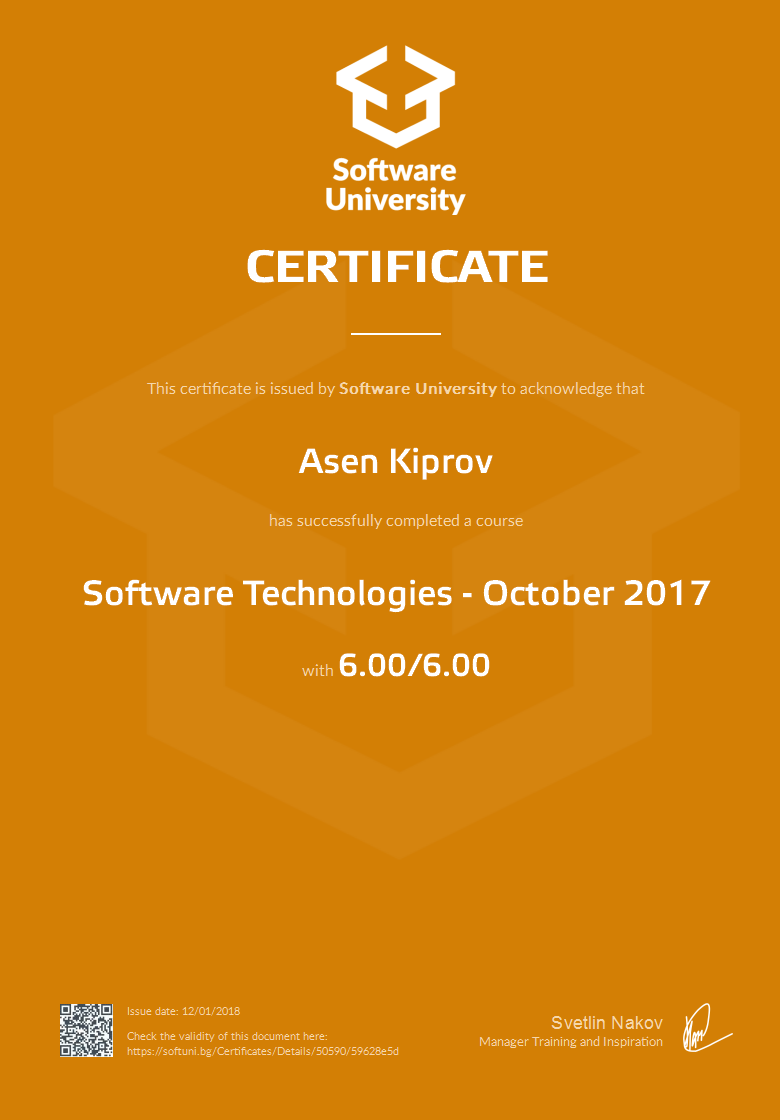 Software
University
CERTIFICATE
This certificate is issued by Software University to acknowledge that
Asen Kiprov
has successfully completed a course
Software Technologies - October 2017
with 6.00/6.00
Issue date: 12/01/2018
Check the validity of this document here:
https://softuni.bg/Certificates/Details/50590/59628e5d
Svetlin Nakov
Manager Training and Inspiration